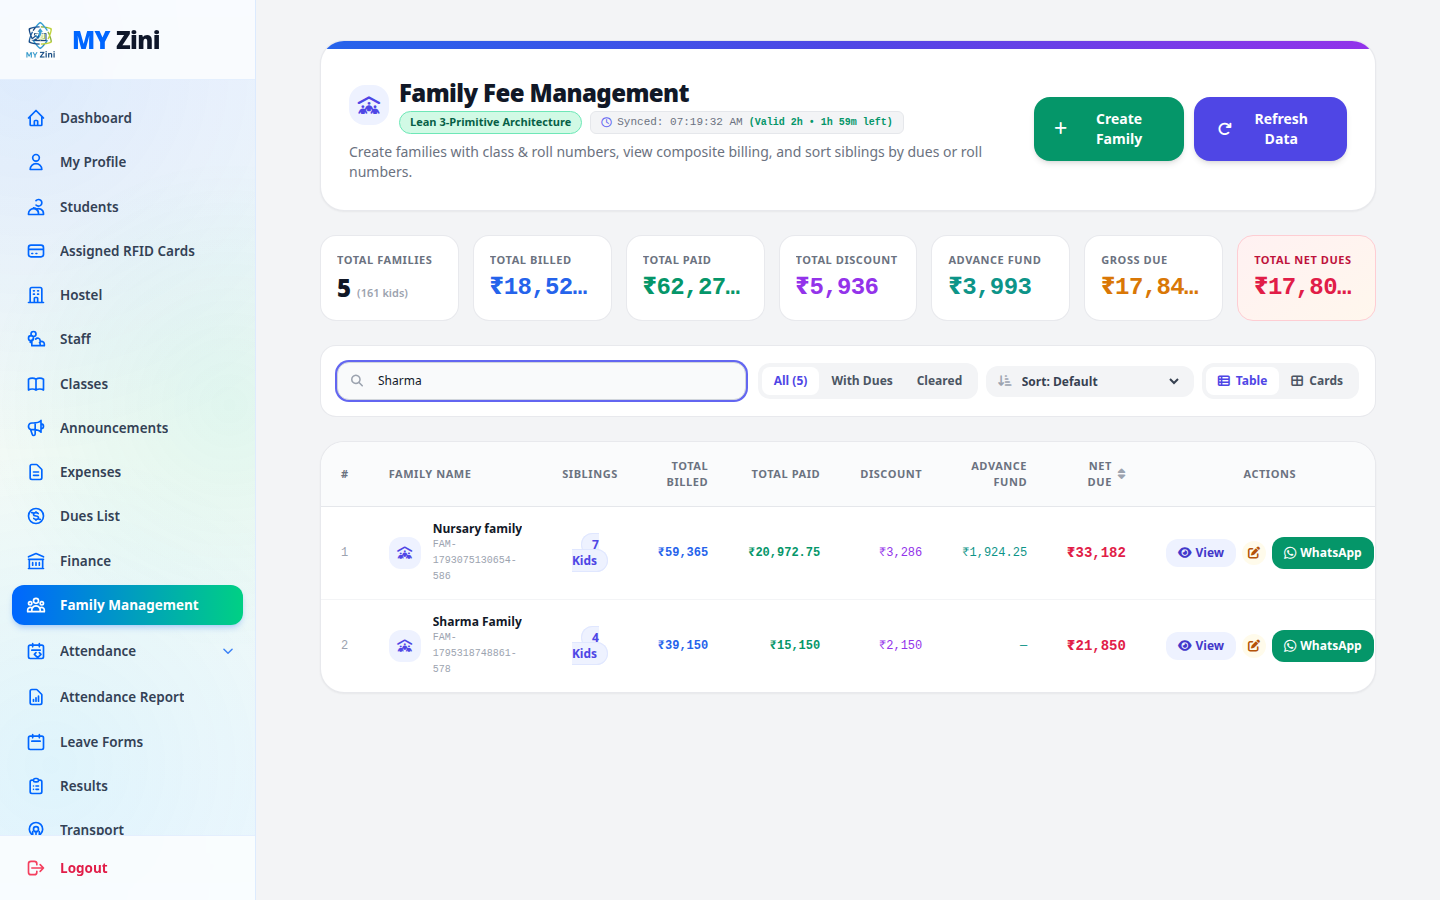 MY Zini
MY Zini
Dashboard
My Profile
Students
Assigned RFID Cards
Hostel
Staff
Classes
Announcements
Expenses
Dues List
Finance
Family Management
Attendance
Attendance Report
Leave Forms
Results
Transport
Logout
Family Fee Management
Lean 3-Primitive Architecture
Synced: 07:19:32 AM (Valid 2h • 1h 59m left)
Create families with class & roll numbers, view composite billing, and sort siblings by dues or roll
numbers.
Create
Family
Refresh
Data
TOTAL FAMILIES
5 (161 kids)
TOTAL BILLED
₹18,52...
TOTAL PAID
₹62,27...
TOTAL DISCOUNT
₹5,936
ADVANCE FUND
₹3,993
GROSS DUE
₹17,84...
TOTAL NET DUES
₹17,80...
Sharma
All (5)
With Dues
Cleared
Sort: Default
Table
Cards
# FAMILY NAME SIBLINGS TOTAL BILLED TOTAL PAID DISCOUNT ADVANCE FUND NET DUE ACTIONS
1
Nursary family
FAM-
1793075130654-
586
7
Kids
₹59,365
₹20,972.75
₹3,286
₹1,924.25
₹33,182
View
WhatsApp
2
Sharma Family
FAM-
1795318748861-
578
4
Kids
₹39,150
₹15,150
₹2,150
—
₹21,850
View
WhatsApp